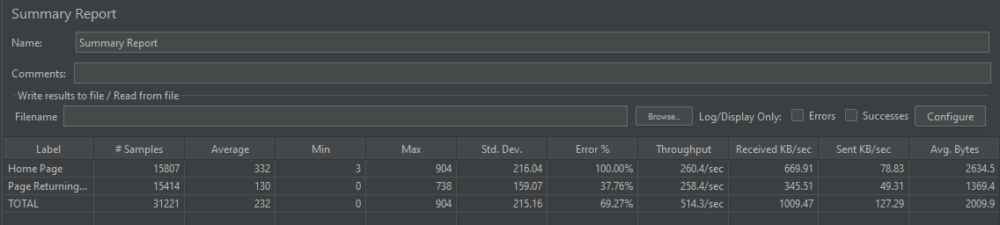 Summary Report
Name: Summary Report
Comments:
Write results to file / Read from file
Filename Browse... Log/Display Only: Errors Successes Configure
Label # Samples Average Min Max Std. Dev. Error % Throughput Received KB/sec Sent KB/sec Avg. Bytes
Home Page 15807 332 3 904 216.04 100.00% 260.4/sec 669.91 78.83 2634.5
Page Returning... 15414 130 0 738 159.07 37.76% 258.4/sec 345.51 49.31 1369.4
TOTAL 31221 232 0 904 215.16 69.27% 514.3/sec 1009.47 127.29 2009.9